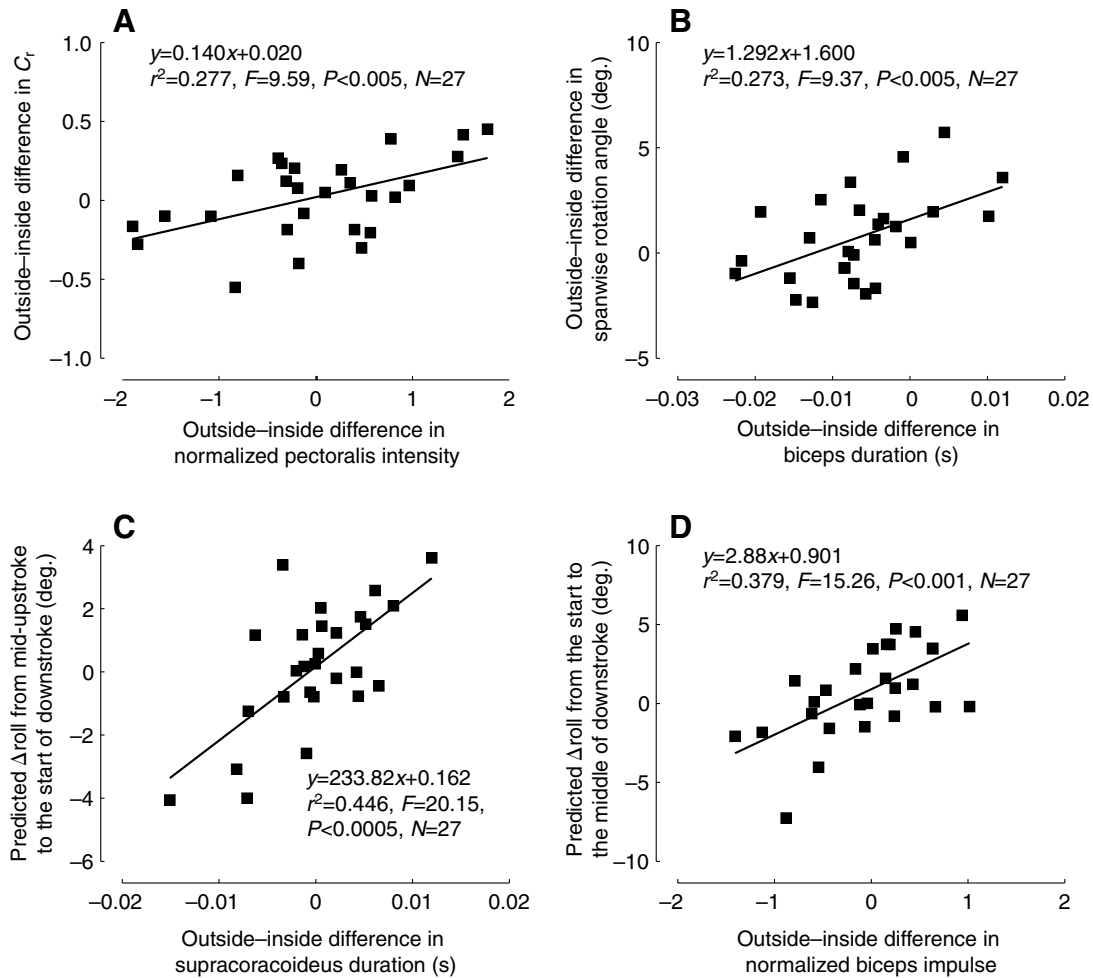 A
Outside–inside difference in Cr
1.0
0.5
0
–0.5
–1.0
y=0.140x+0.020
r2=0.277, F=9.59, P<0.005, N=27
–2
–1
0
1
2
Outside–inside difference in
normalized pectoralis intensity
B
Outside–inside difference in
spanwise rotation angle (deg.)
10
5
0
–5
y=1.292x+1.600
r2=0.273, F=9.37, P<0.005, N=27
–0.03
–0.02
–0.01
0
0.01
0.02
Outside–inside difference in
biceps duration (s)
C
Predicted Δroll from mid-upstroke
to the start of downstroke (deg.)
4
2
0
–2
–4
–6
y=233.82x+0.162
r2=0.446, F=20.15,
P<0.0005, N=27
–0.02
–0.01
0
0.01
0.02
Outside–inside difference in
supracoracoideus duration (s)
D
Predicted Δroll from the start to
the middle of downstroke (deg.)
10
5
0
–5
–10
y=2.88x+0.901
r2=0.379, F=15.26, P<0.001, N=27
–2
–1
0
1
2
Outside–inside difference in
normalized biceps impulse